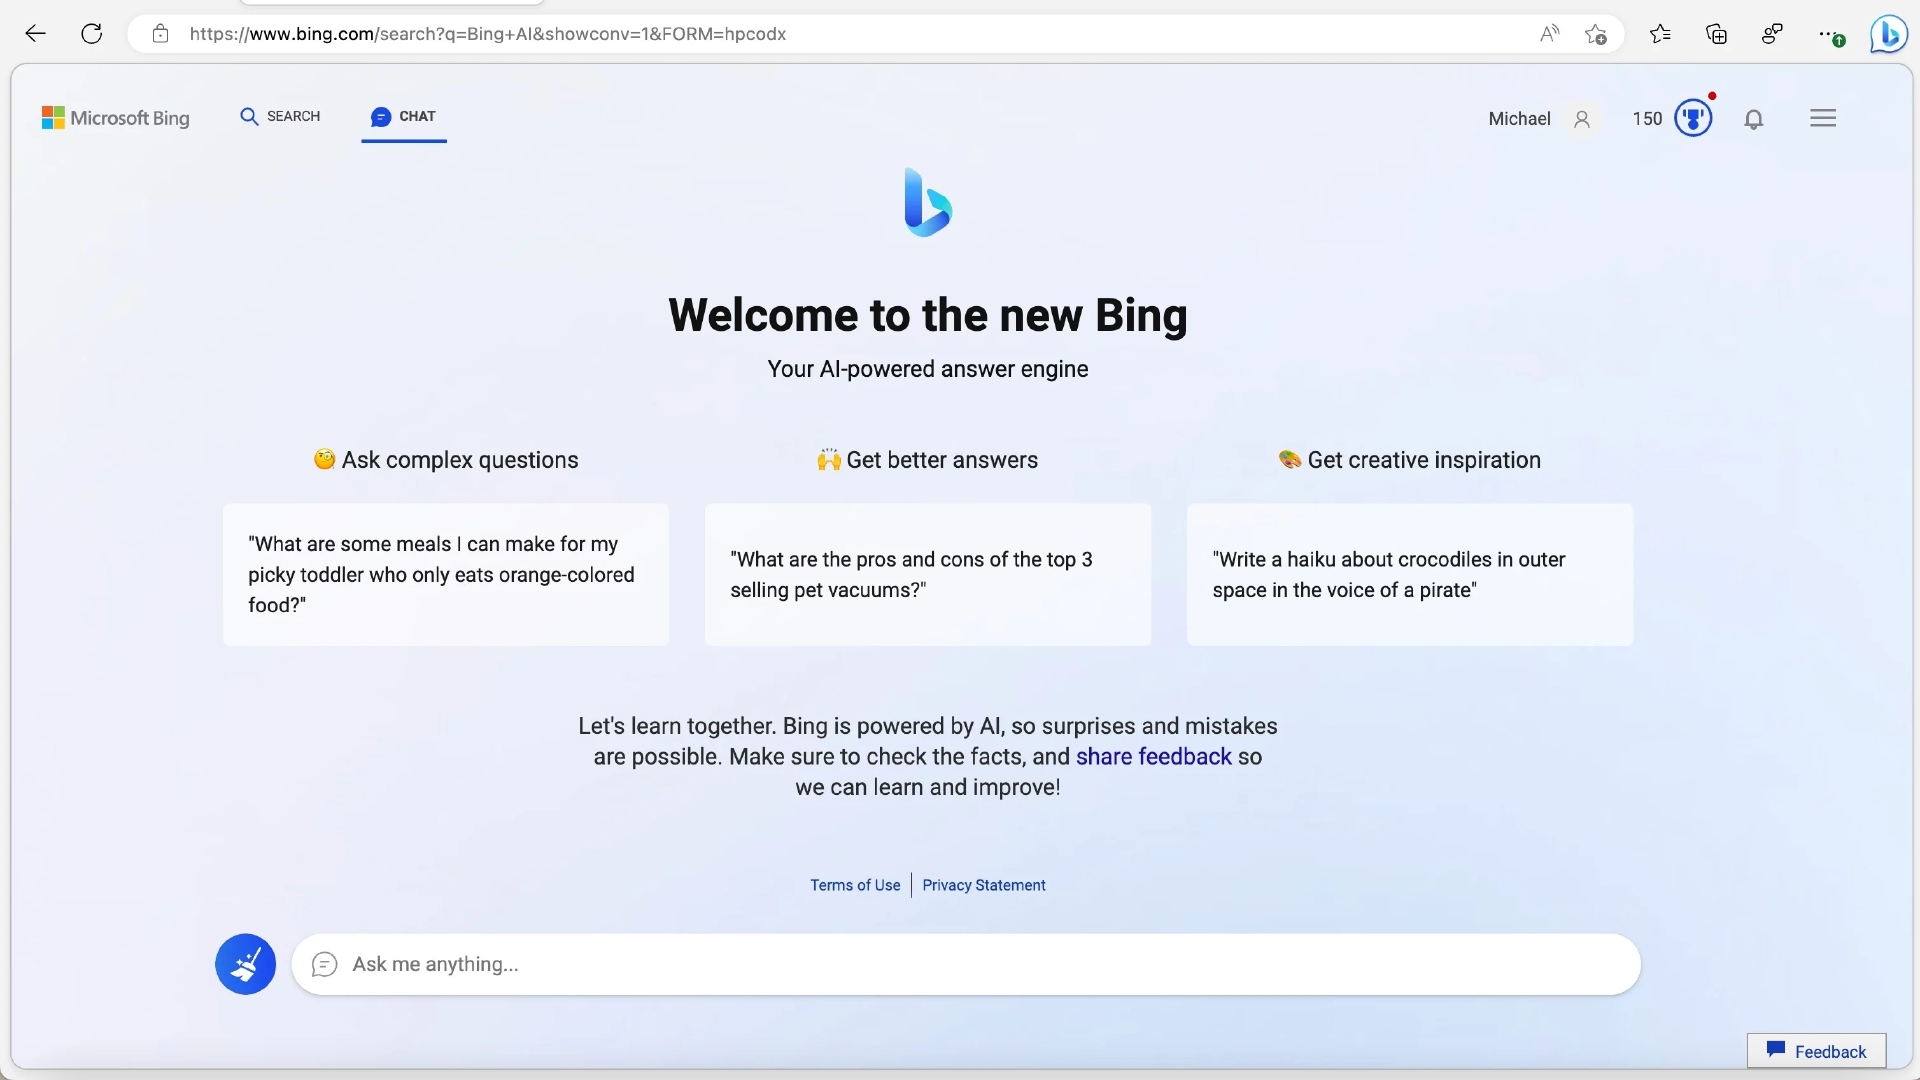 https://www.bing.com/search?q=Bing+AI&showconv=1&FORM=hpcodx
Microsoft Bing
SEARCH
CHAT
Michael
150
Welcome to the new Bing
Your AI-powered answer engine
🧐 Ask complex questions
"What are some meals I can make for my
picky toddler who only eats orange-colored
food?"
🙌 Get better answers
"What are the pros and cons of the top 3
selling pet vacuums?"
🎨 Get creative inspiration
"Write a haiku about crocodiles in outer
space in the voice of a pirate"
Let's learn together. Bing is powered by AI, so surprises and mistakes
are possible. Make sure to check the facts, and share feedback so
we can learn and improve!
Terms of Use | Privacy Statement
Ask me anything...
Feedback